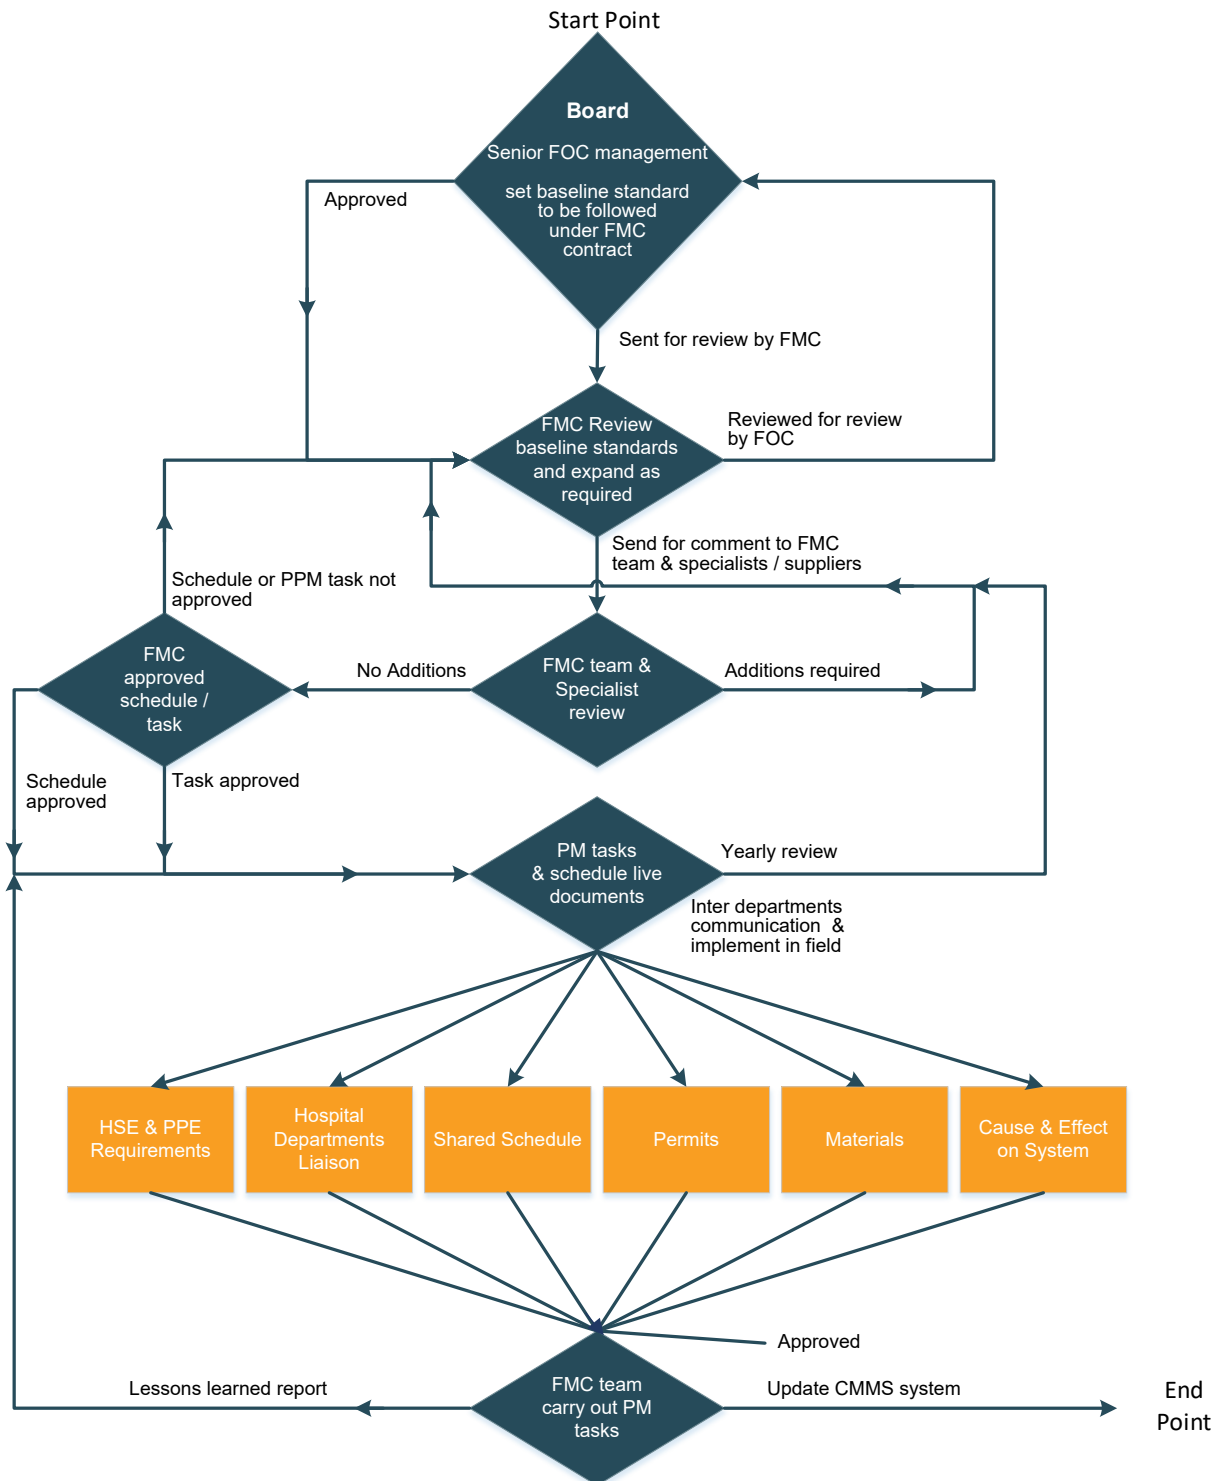 Start Point
Board
Senior FOC management
set baseline standard
to be followed
under FMC
contract
Approved
Sent for review by FMC
FMC Review
baseline standards
and expand as
required
Reviewed for review
by FOC
Send for comment to FMC
team & specialists / suppliers
Schedule or PPM task not
approved
FMC
approved
schedule /
task
No Additions
FMC team &
Specialist
review
Additions required
Schedule
approved
Task approved
PM tasks
& schedule live
documents
Yearly review
Inter departments
communication &
implement in field
HSE & PPE
Requirements
Hospital
Departments
Liaison
Shared Schedule
Permits
Materials
Cause & Effect
on System
Approved
Lessons learned report
FMC team
carry out PM
tasks
Update CMMS system
End
Point